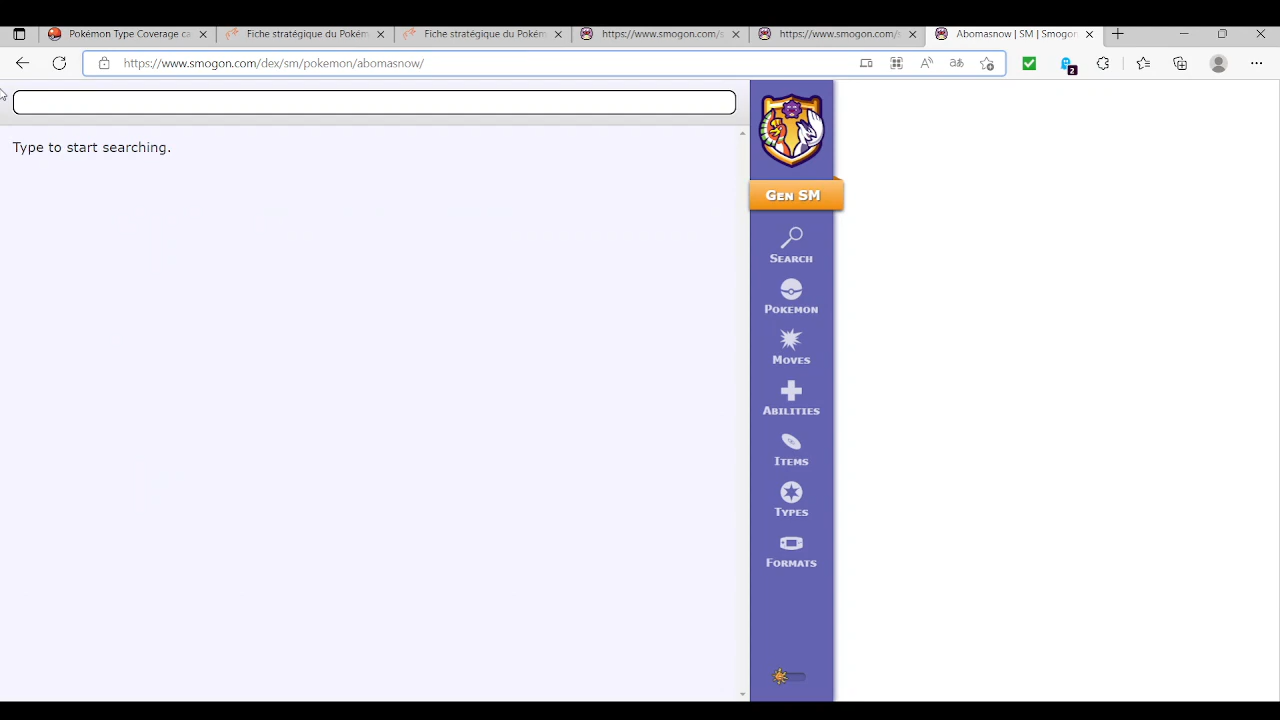 Pokémon Type Coverage ca
Fiche stratégique du Pokém
Fiche stratégique du Pokém
https://www.smogon.com/s
https://www.smogon.com/s
Abomasnow | SM | Smogon
https://www.smogon.com/dex/sm/pokemon/abomasnow/
2
Type to start searching.
Gen SM
Search
Pokemon
Moves
Abilities
Items
Types
Formats